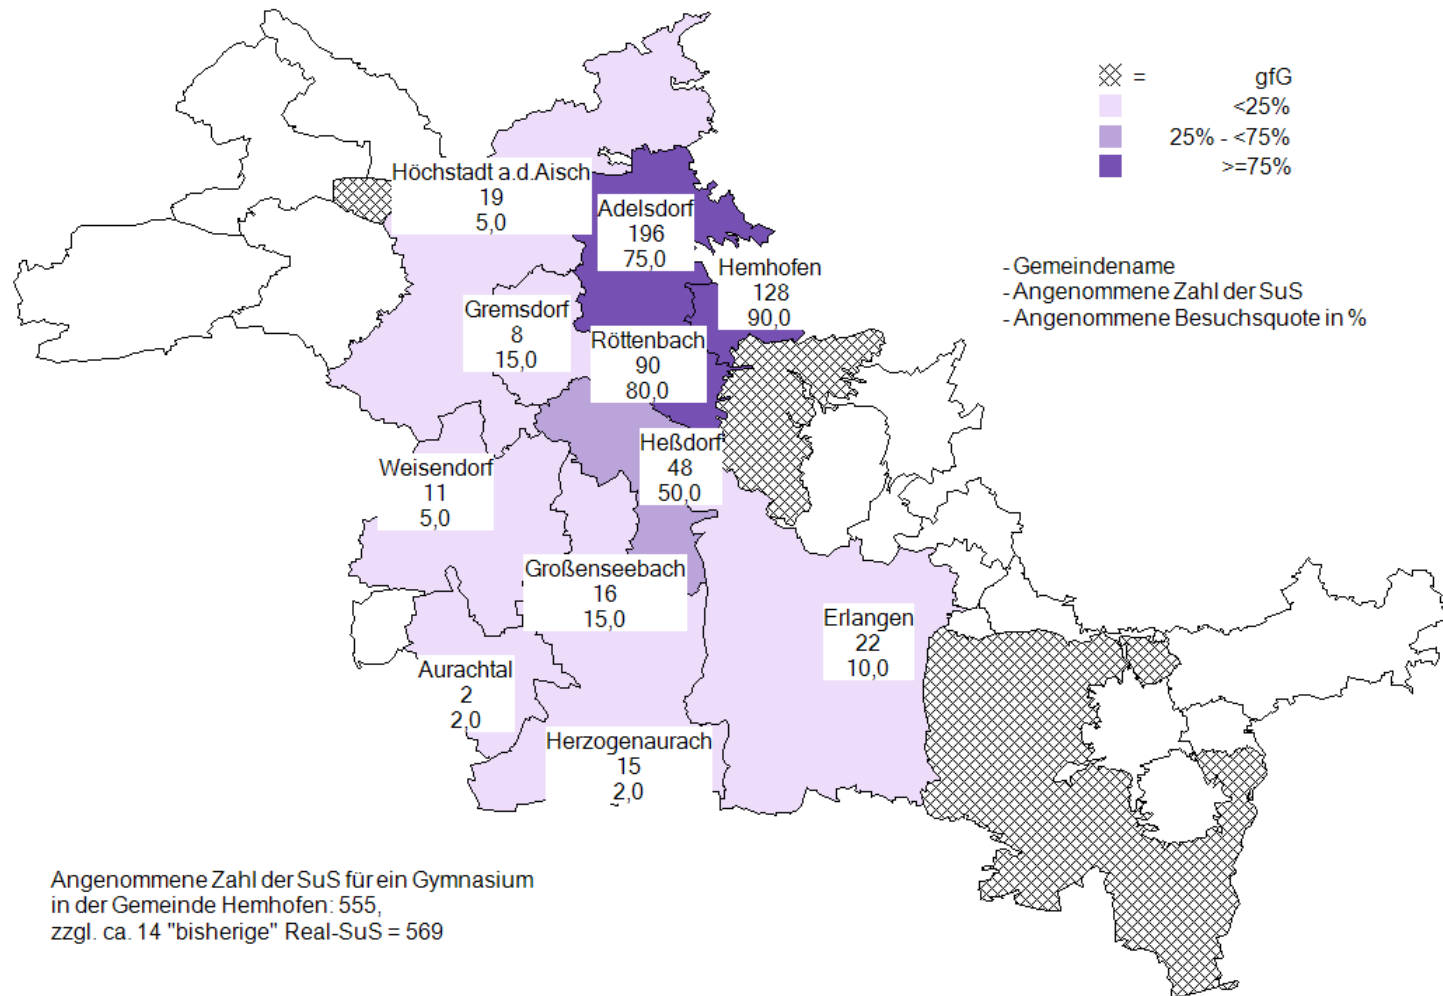 = gfG
<25%
25% - <75%
>=75%
Höchstadt a.d.Aisch
19
5,0
Adelsdorf
196
75,0
Hemhofen
128
90,0
- Gemeindename
- Angenommene Zahl der SuS
- Angenommene Besuchsquote in %
Gremsdorf
8
15,0
Röttenbach
90
80,0
Heßdorf
48
50,0
Weisendorf
11
5,0
Großenseebach
16
15,0
Erlangen
22
10,0
Aurachtal
2
2,0
Herzogenaurach
15
2,0
Angenommene Zahl der SuS für ein Gymnasium
in der Gemeinde Hemhofen: 555,
zzgl. ca. 14 "bisherige" Real-SuS = 569